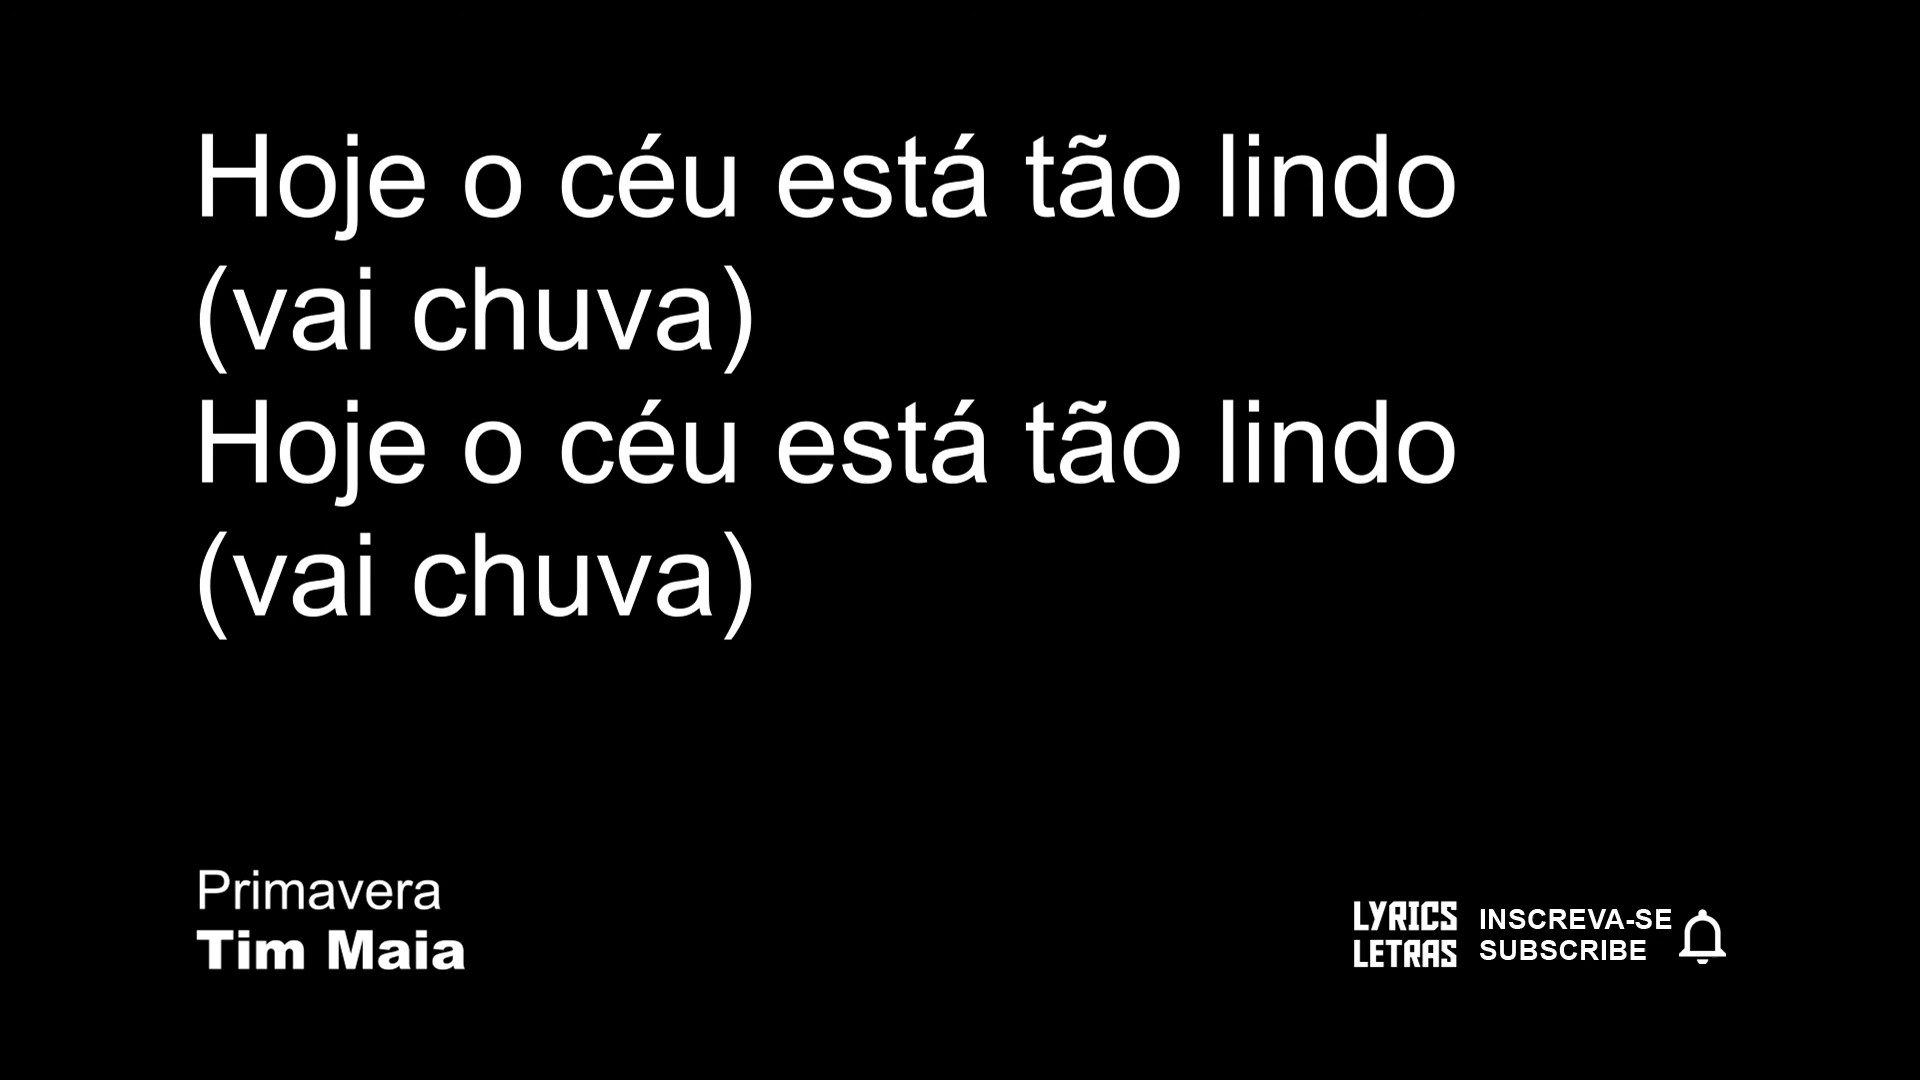 Hoje o céu está tão lindo
(vai chuva)
Hoje o céu está tão lindo
(vai chuva)
Primavera
Tim Maia
LYRICS
LETRAS
INSCREVA-SE
SUBSCRIBE